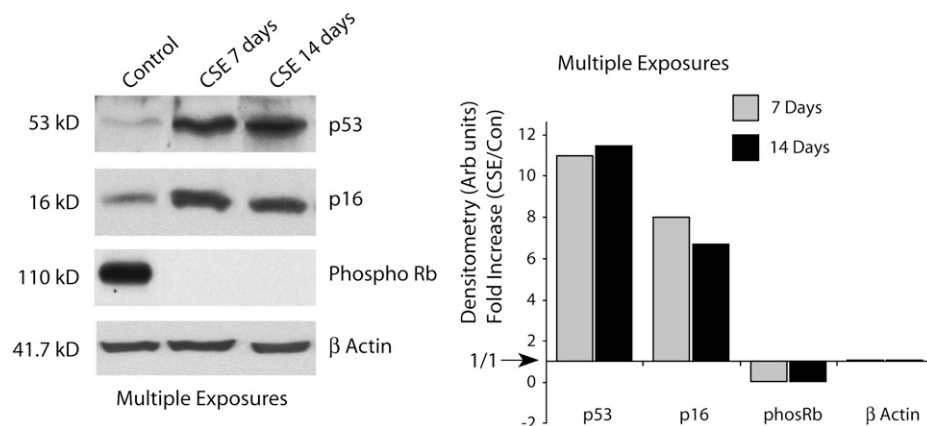 Control
CSE 7 days
CSE 14 days
53 kD
p53
16 kD
p16
110 kD
Phospho Rb
41.7 kD
β Actin
Multiple Exposures
Multiple Exposures
7 Days
14 Days
Densitometry (Arb units)
Fold Increase (CSE/Con)
12
10
8
6
4
2
1/1
0
-2
p53
p16
phosRb
β Actin